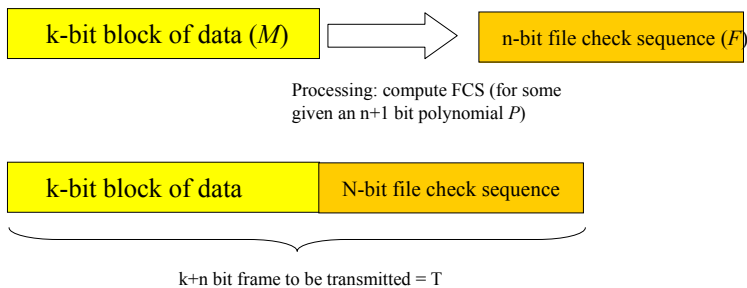 k-bit block of data (M)
n-bit file check sequence (F)
Processing: compute FCS (for some
given an n+1 bit polynomial P)
k-bit block of data
N-bit file check sequence
k+n bit frame to be transmitted = T